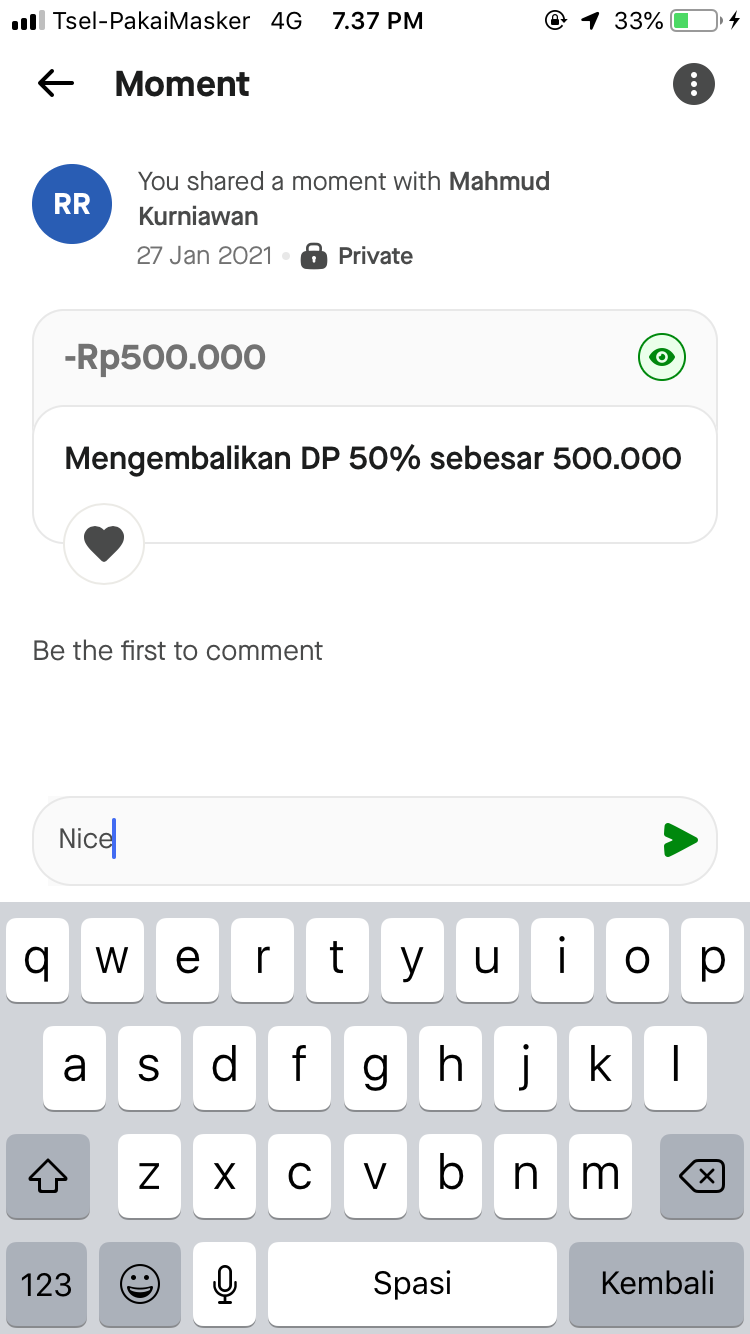 Tsel-PakaiMasker 4G 7.37 PM 33%
Moment
RR
You shared a moment with Mahmud
Kurniawan
27 Jan 2021 • Private
-Rp500.000
Mengembalikan DP 50% sebesar 500.000
Be the first to comment
Nice
q w e r t y u i o p
a s d f g h j k l
z x c v b n m
123 Spasi Kembali